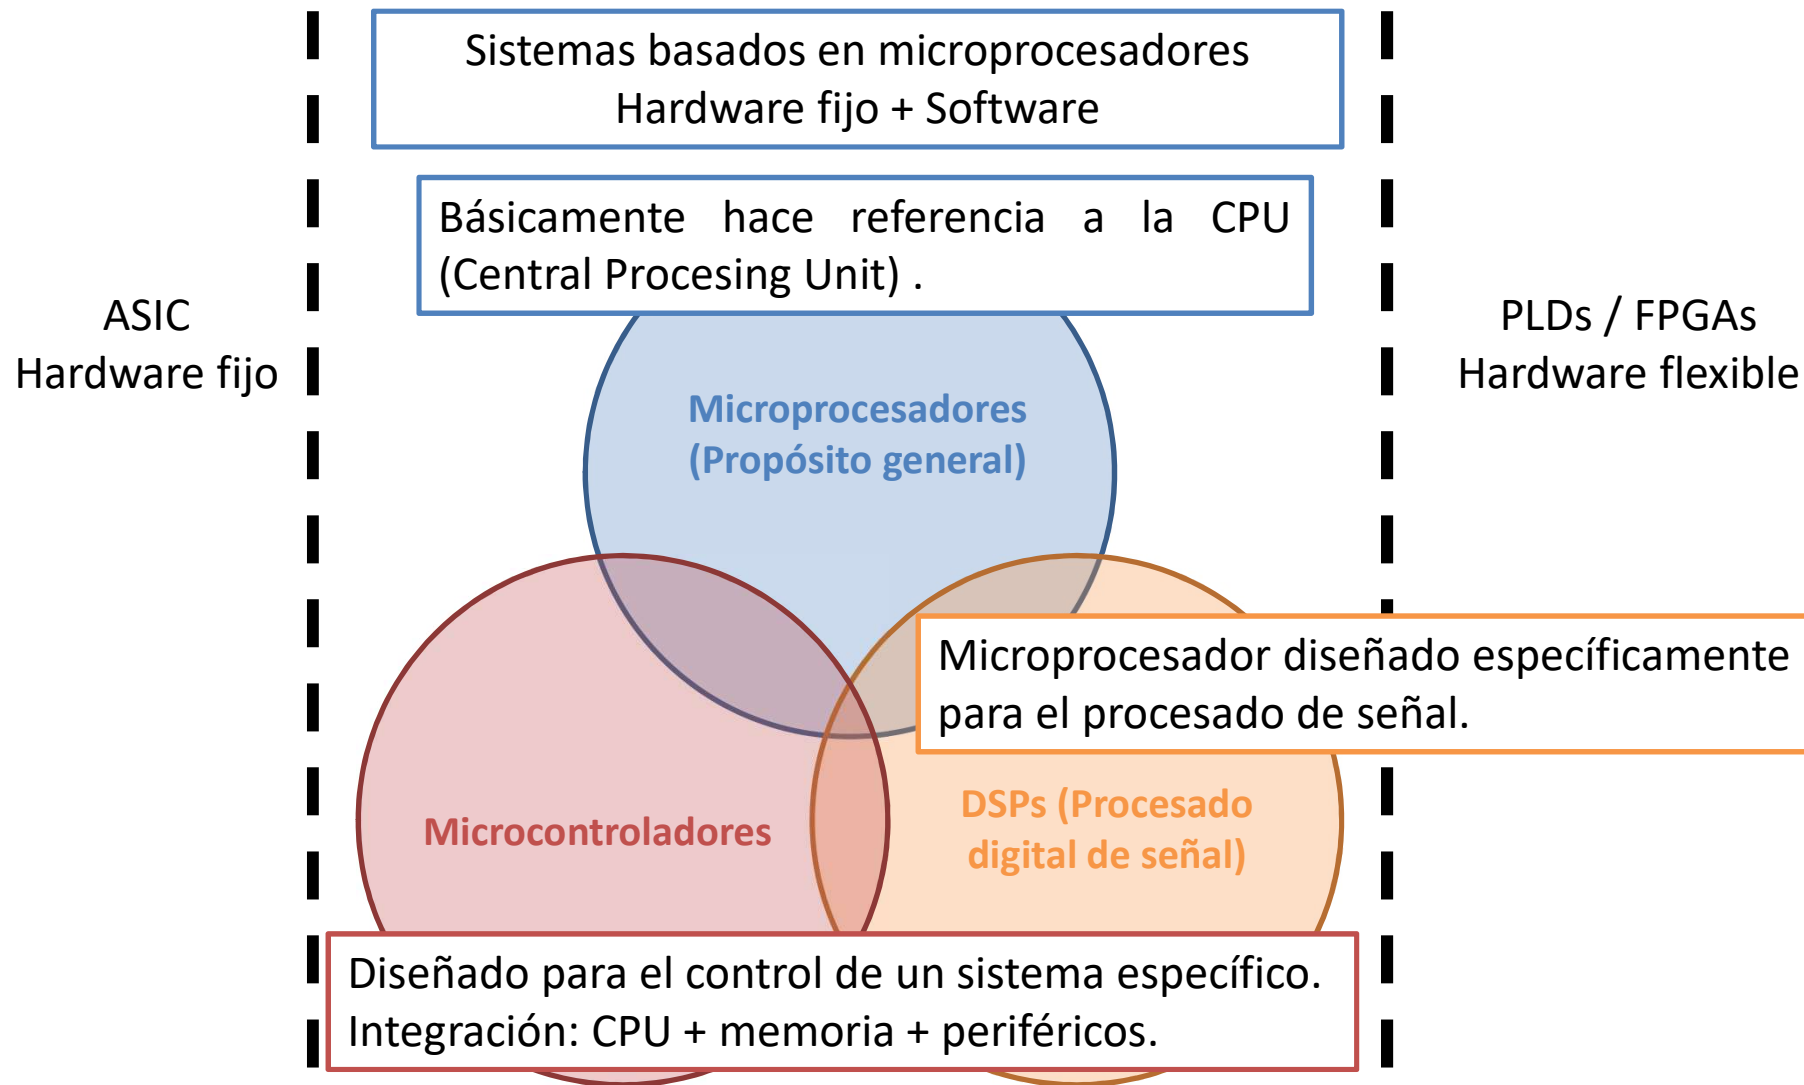 Sistemas basados en microprocesadores
Hardware fijo + Software
Básicamente hace referencia a la CPU
(Central Procesing Unit) .
ASIC
Hardware fijo
PLDs / FPGAs
Hardware flexible
Microprocesadores
(Propósito general)
Microprocesador diseñado específicamente
para el procesado de señal.
Microcontroladores
DSPs (Procesado
digital de señal)
Diseñado para el control de un sistema específico.
Integración: CPU + memoria + periféricos.